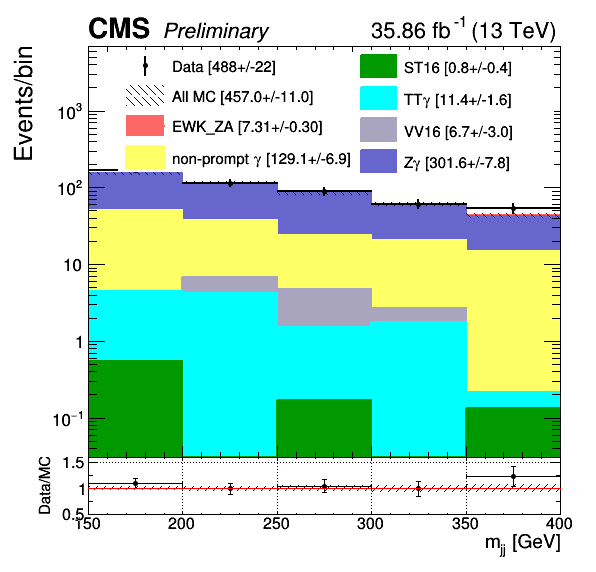 CMS Preliminary 35.86 fb⁻¹ (13 TeV)
Events/bin
Data [488+/-22]
All MC [457.0+/-11.0]
EWK_ZA [7.31+/-0.30]
non-prompt γ [129.1+/-6.9]
ST16 [0.8+/-0.4]
TTγ [11.4+/-1.6]
VV16 [6.7+/-3.0]
Zγ [301.6+/-7.8]
10³
10²
10
1
10⁻¹
Data/MC
1.5
1
0.5
150 200 250 300 350 400
m_jj [GeV]